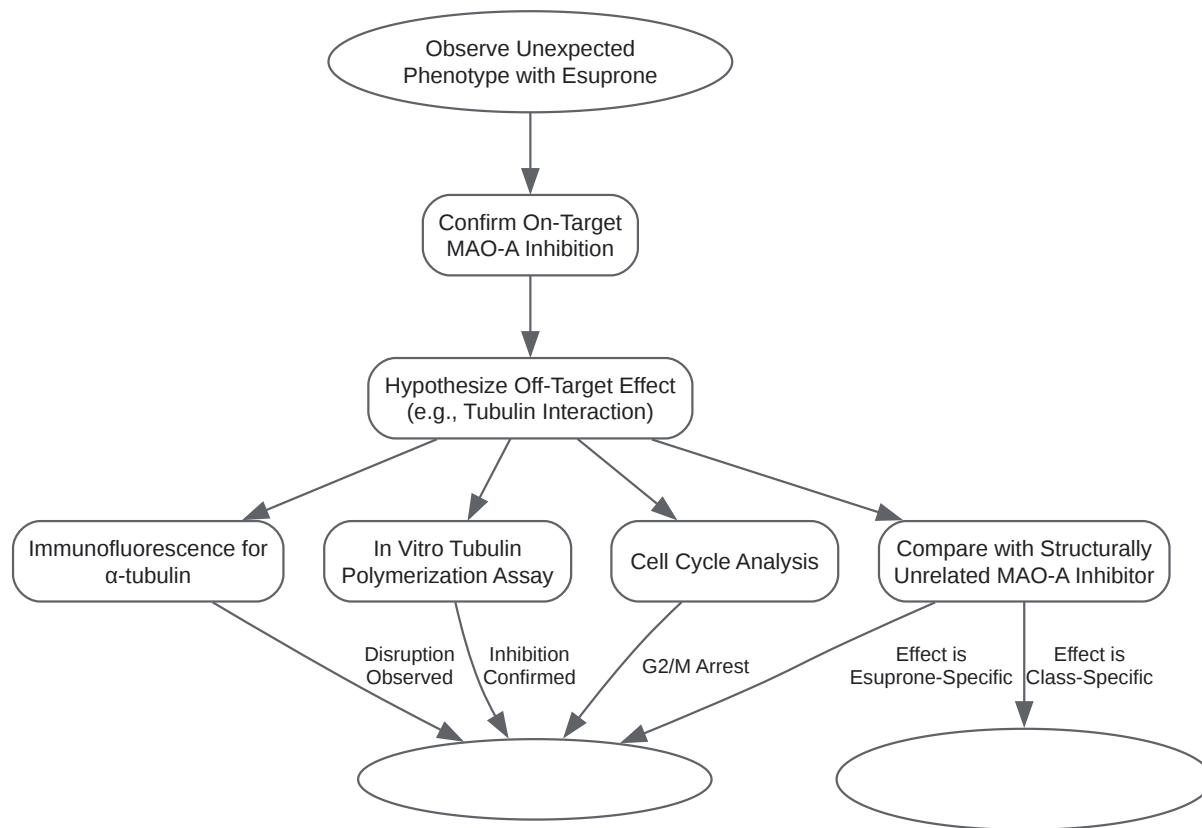 Observe Unexpected
Phenotype with Esuprone
Confirm On-Target
MAO-A Inhibition
Hypothesize Off-Target Effect
(e.g., Tubulin Interaction)
Immunofluorescence for
α-tubulin
In Vitro Tubulin
Polymerization Assay
Cell Cycle Analysis
Compare with Structurally
Unrelated MAO-A Inhibitor
Disruption
Observed
Inhibition
Confirmed
G2/M Arrest
Effect is
Esuprone-Specific
Effect is
Class-Specific